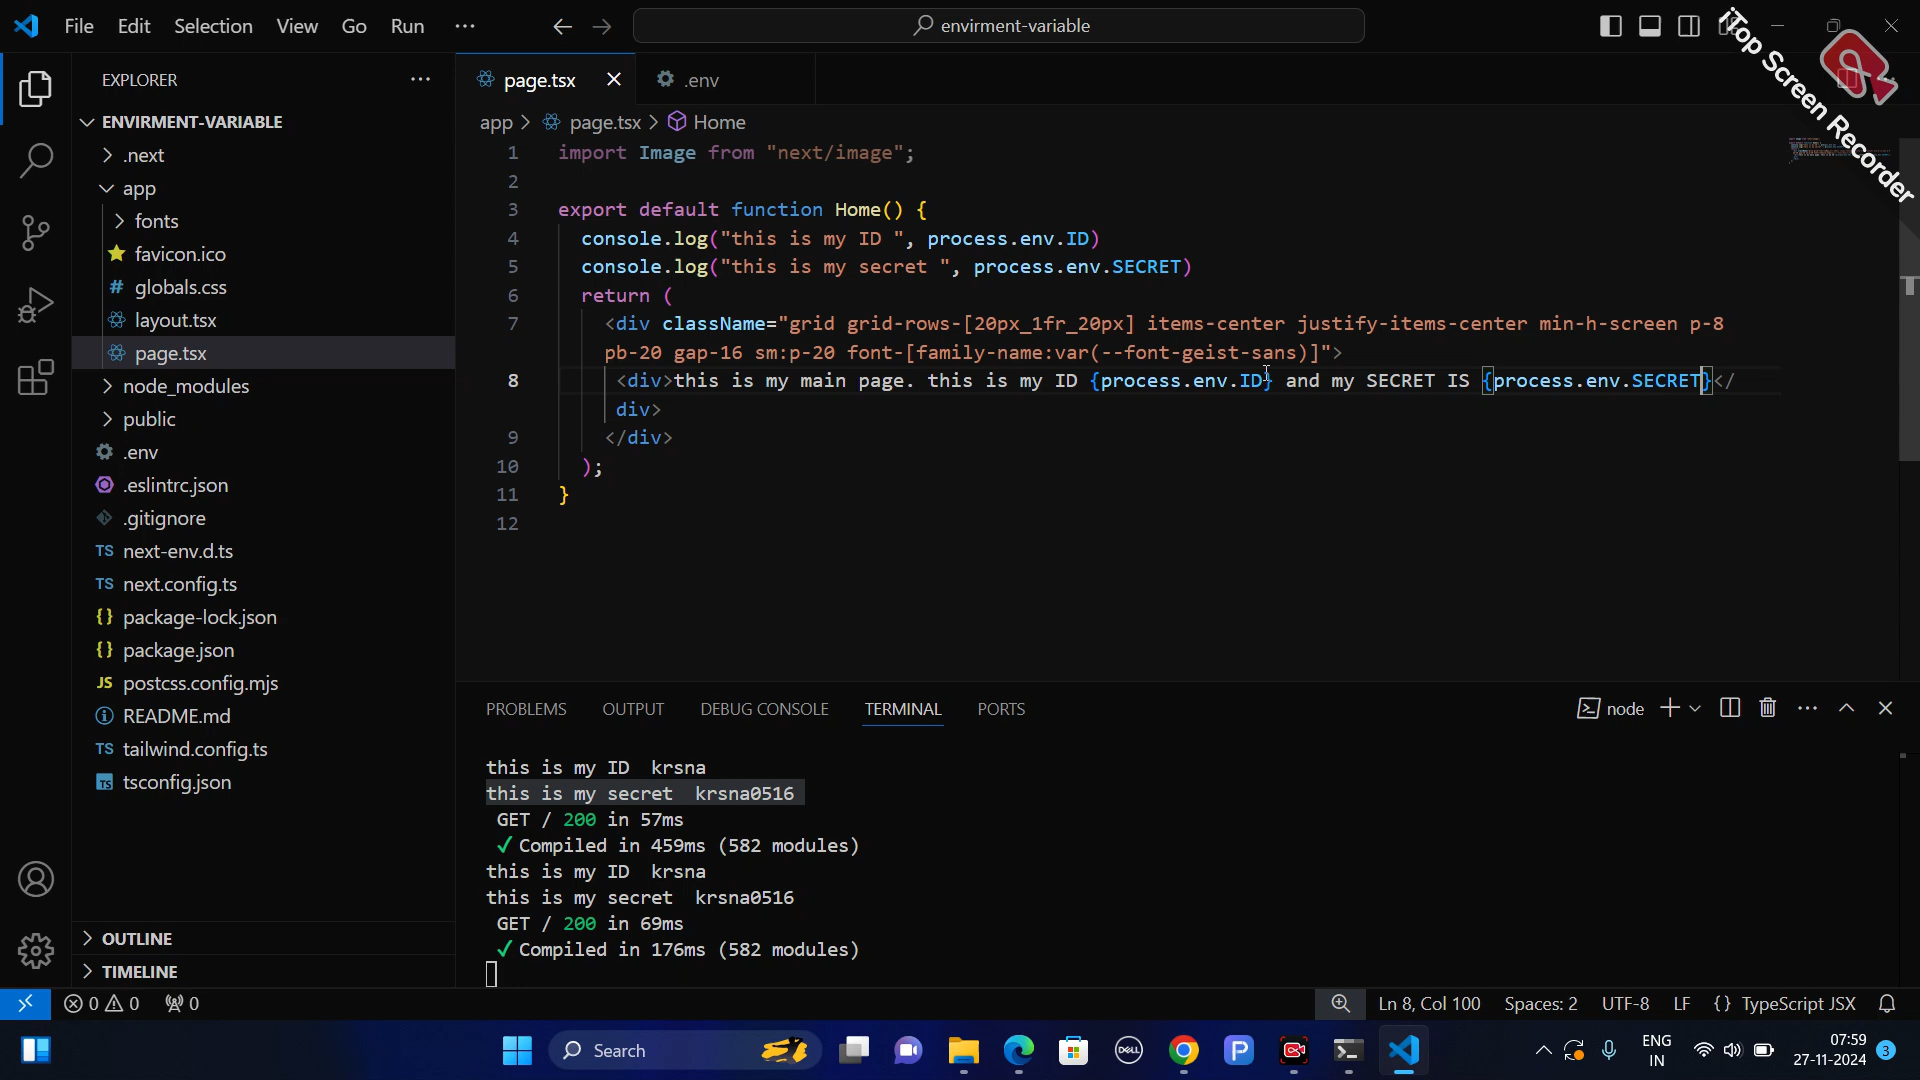 File Edit Selection View Go Run ···
envirment-variable
iTop Screen Recorder
EXPLORER
ENVIRMENT-VARIABLE
.next
app
fonts
favicon.ico
globals.css
layout.tsx
page.tsx
node_modules
public
.env
.eslintrc.json
.gitignore
next-env.d.ts
next.config.ts
package-lock.json
package.json
postcss.config.mjs
README.md
tailwind.config.ts
tsconfig.json
OUTLINE
TIMELINE
page.tsx .env
app > page.tsx > Home
1 import Image from "next/image";
2
3 export default function Home() {
4 console.log("this is my ID ", process.env.ID)
5 console.log("this is my secret ", process.env.SECRET)
6 return (
7 <div className="grid grid-rows-[20px_1fr_20px] items-center justify-items-center min-h-screen p-8
pb-20 gap-16 sm:p-20 font-[family-name:var(--font-geist-sans)]">
8 <div>this is my main page. this is my ID {process.env.ID} and my SECRET IS {process.env.SECRET}</
div>
9 </div>
10 );
11 }
12
PROBLEMS OUTPUT DEBUG CONSOLE TERMINAL PORTS
node
this is my ID  krsna
this is my secret  krsna0516
GET / 200 in 57ms
✓ Compiled in 459ms (582 modules)
this is my ID  krsna
this is my secret  krsna0516
GET / 200 in 69ms
✓ Compiled in 176ms (582 modules)
0 0 0
Ln 8, Col 100 Spaces: 2 UTF-8 LF {} TypeScript JSX
Search
DELL
P
ENG
IN
07:59
27-11-2024
3